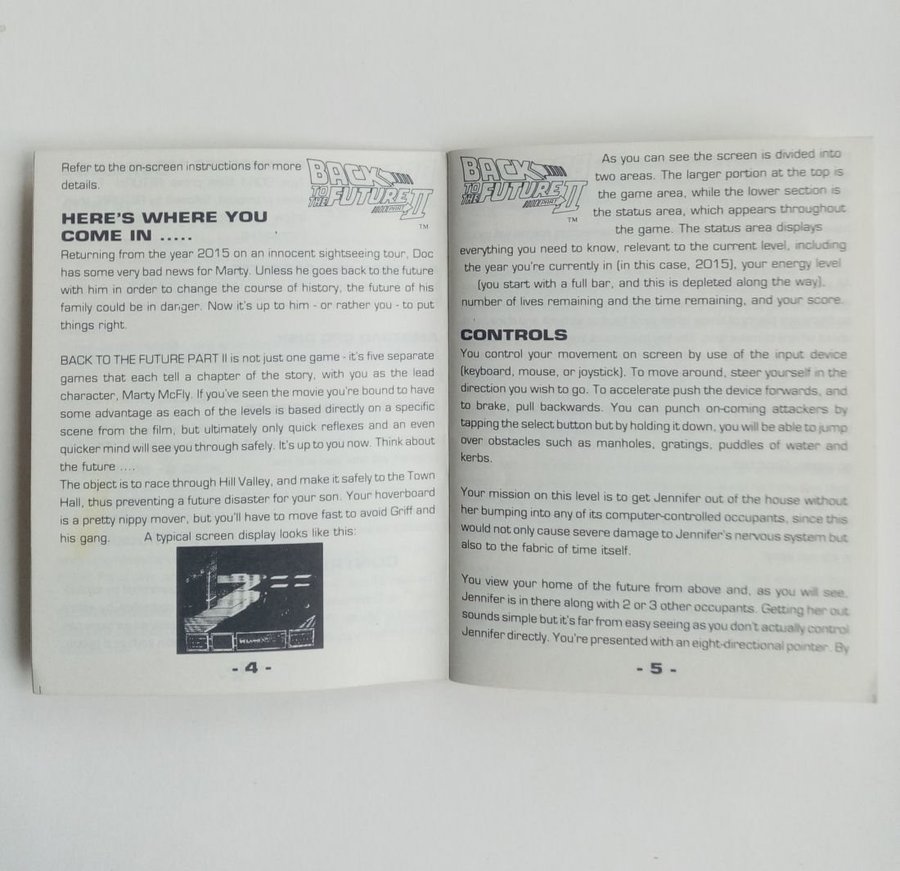 Refer to the on-screen instructions for more
details.
BACK
TO THE FUTURE
PART II
TM
HERE'S WHERE YOU
COME IN .....
Returning from the year 2015 on an innocent sightseeing tour, Doc
has some very bad news for Marty. Unless he goes back to the future
with him in order to change the course of history, the future of his
family could be in danger. Now it's up to him - or rather you - to put
things right.
BACK TO THE FUTURE PART II is not just one game - it's five separate
games that each tell a chapter of the story, with you as the lead
character, Marty McFly. If you've seen the movie you're bound to have
some advantage as each of the levels is based directly on a specific
scene from the film, but ultimately only quick reflexes and an even
quicker mind will see you through safely. It's up to you now. Think about
the future ....
The object is to race through Hill Valley, and make it safely to the Town
Hall, thus preventing a future disaster for your son. Your hoverboard
is a pretty nippy mover, but you'll have to move fast to avoid Griff and
his gang. A typical screen display looks like this:
- 4 -
BACK
TO THE FUTURE
PART II
TM
As you can see the screen is divided into
two areas. The larger portion at the top is
the game area, while the lower section is
the status area, which appears throughout
the game. The status area displays
everything you need to know, relevant to the current level, including
the year you're currently in (in this case, 2015), your energy level
(you start with a full bar, and this is depleted along the way),
number of lives remaining and the time remaining, and your score.
CONTROLS
You control your movement on screen by use of the input device
(keyboard, mouse, or joystick). To move around, steer yourself in the
direction you wish to go. To accelerate push the device forwards, and
to brake, pull backwards. You can punch on-coming attackers by
tapping the select button but by holding it down, you will be able to jump
over obstacles such as manholes, gratings, puddles of water and
kerbs.
Your mission on this level is to get Jennifer out of the house without
her bumping into any of its computer-controlled occupants, since this
would not only cause severe damage to Jennifer's nervous system but
also to the fabric of time itself.
You view your home of the future from above and, as you will see,
Jennifer is in there along with 2 or 3 other occupants. Getting her out
sounds simple but it's far from easy seeing as you don't actually control
Jennifer directly. You're presented with an eight-directional pointer. By
- 5 -